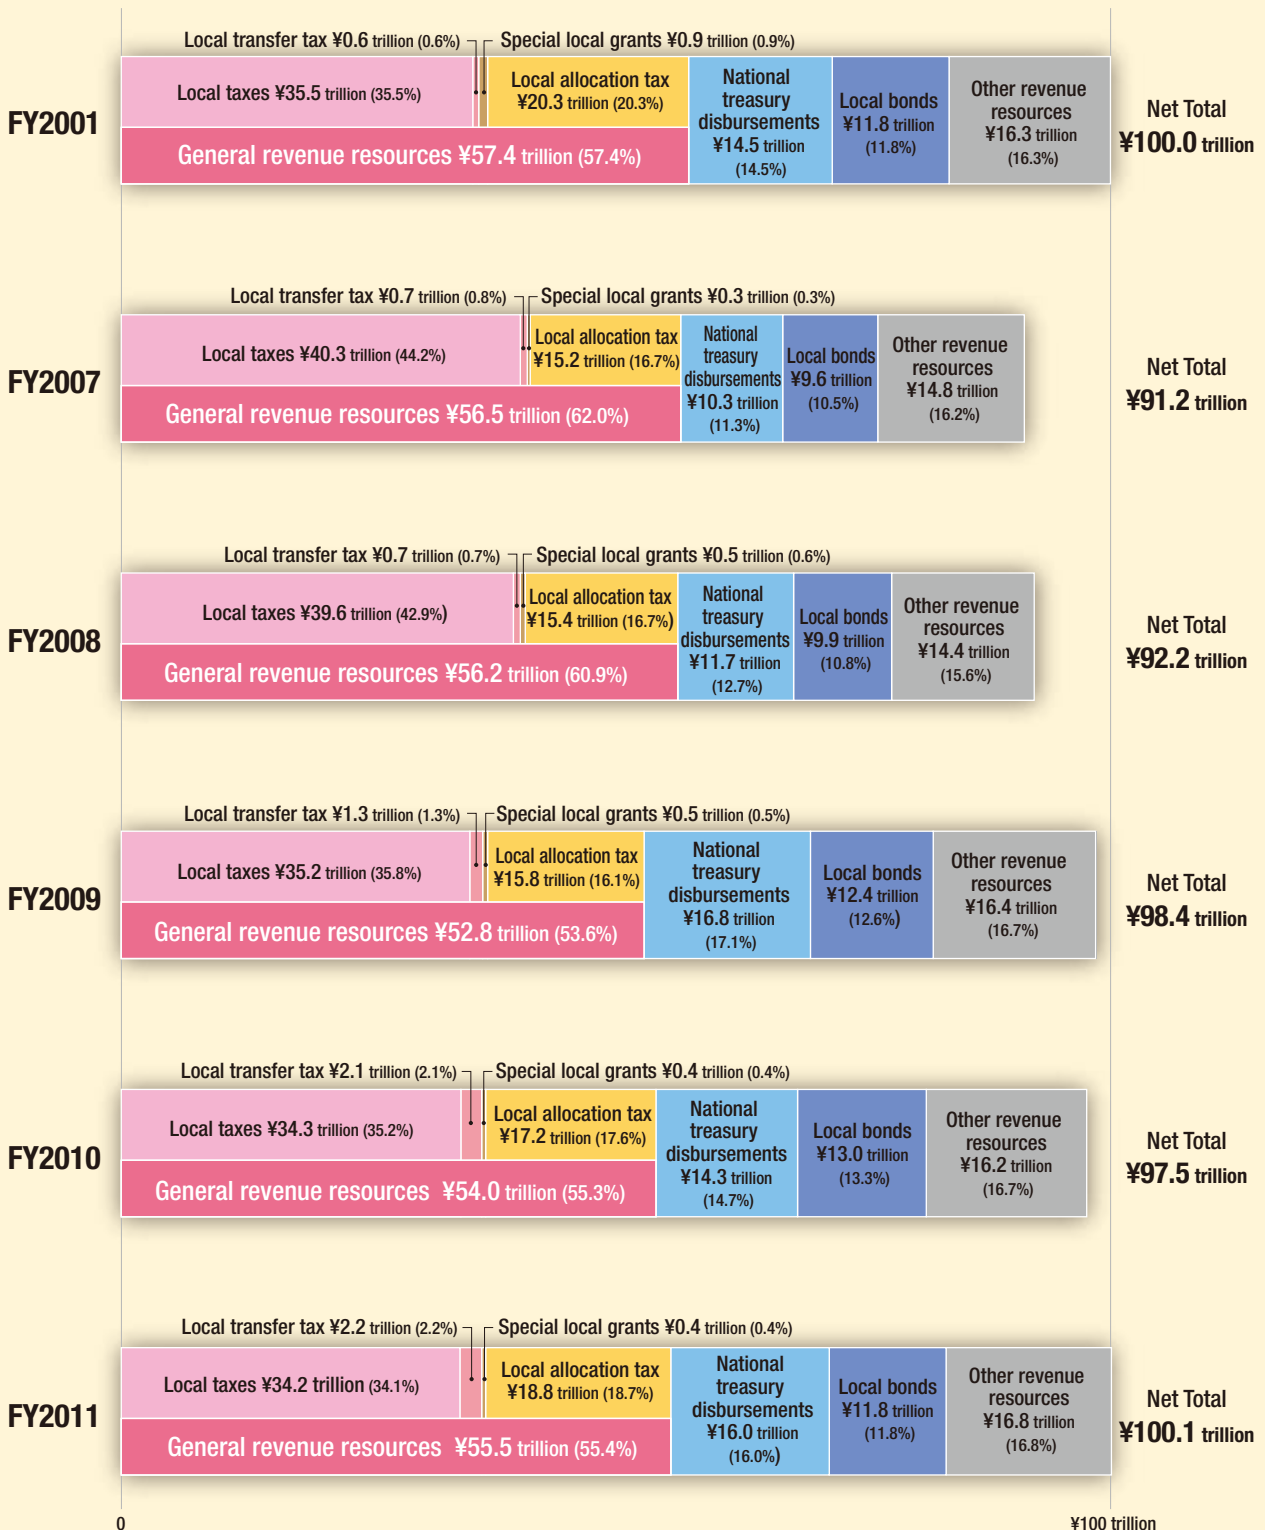 Local transfer tax ¥0.6 trillion (0.6%)
Special local grants ¥0.9 trillion (0.9%)
FY2001
Local taxes ¥35.5 trillion (35.5%)
Local allocation tax
¥20.3 trillion (20.3%)
General revenue resources ¥57.4 trillion (57.4%)
National
treasury
disbursements
¥14.5 trillion
(14.5%)
Local bonds
¥11.8 trillion
(11.8%)
Other revenue
resources
¥16.3 trillion
(16.3%)
Net Total
¥100.0 trillion
Local transfer tax ¥0.7 trillion (0.8%)
Special local grants ¥0.3 trillion (0.3%)
FY2007
Local taxes ¥40.3 trillion (44.2%)
Local allocation tax
¥15.2 trillion (16.7%)
General revenue resources ¥56.5 trillion (62.0%)
National
treasury
disbursements
¥10.3 trillion
(11.3%)
Local bonds
¥9.6 trillion
(10.5%)
Other revenue
resources
¥14.8 trillion
(16.2%)
Net Total
¥91.2 trillion
Local transfer tax ¥0.7 trillion (0.7%)
Special local grants ¥0.5 trillion (0.6%)
FY2008
Local taxes ¥39.6 trillion (42.9%)
Local allocation tax
¥15.4 trillion (16.7%)
General revenue resources ¥56.2 trillion (60.9%)
National
treasury
disbursements
¥11.7 trillion
(12.7%)
Local bonds
¥9.9 trillion
(10.8%)
Other revenue
resources
¥14.4 trillion
(15.6%)
Net Total
¥92.2 trillion
Local transfer tax ¥1.3 trillion (1.3%)
Special local grants ¥0.5 trillion (0.5%)
FY2009
Local taxes ¥35.2 trillion (35.8%)
Local allocation tax
¥15.8 trillion (16.1%)
General revenue resources ¥52.8 trillion (53.6%)
National
treasury
disbursements
¥16.8 trillion
(17.1%)
Local bonds
¥12.4 trillion
(12.6%)
Other revenue
resources
¥16.4 trillion
(16.7%)
Net Total
¥98.4 trillion
Local transfer tax ¥2.1 trillion (2.1%)
Special local grants ¥0.4 trillion (0.4%)
FY2010
Local taxes ¥34.3 trillion (35.2%)
Local allocation tax
¥17.2 trillion (17.6%)
General revenue resources ¥54.0 trillion (55.3%)
National
treasury
disbursements
¥14.3 trillion
(14.7%)
Local bonds
¥13.0 trillion
(13.3%)
Other revenue
resources
¥16.2 trillion
(16.7%)
Net Total
¥97.5 trillion
Local transfer tax ¥2.2 trillion (2.2%)
Special local grants ¥0.4 trillion (0.4%)
FY2011
Local taxes ¥34.2 trillion (34.1%)
Local allocation tax
¥18.8 trillion (18.7%)
General revenue resources ¥55.5 trillion (55.4%)
National
treasury
disbursements
¥16.0 trillion
(16.0%)
Local bonds
¥11.8 trillion
(11.8%)
Other revenue
resources
¥16.8 trillion
(16.8%)
Net Total
¥100.1 trillion
0
¥100 trillion